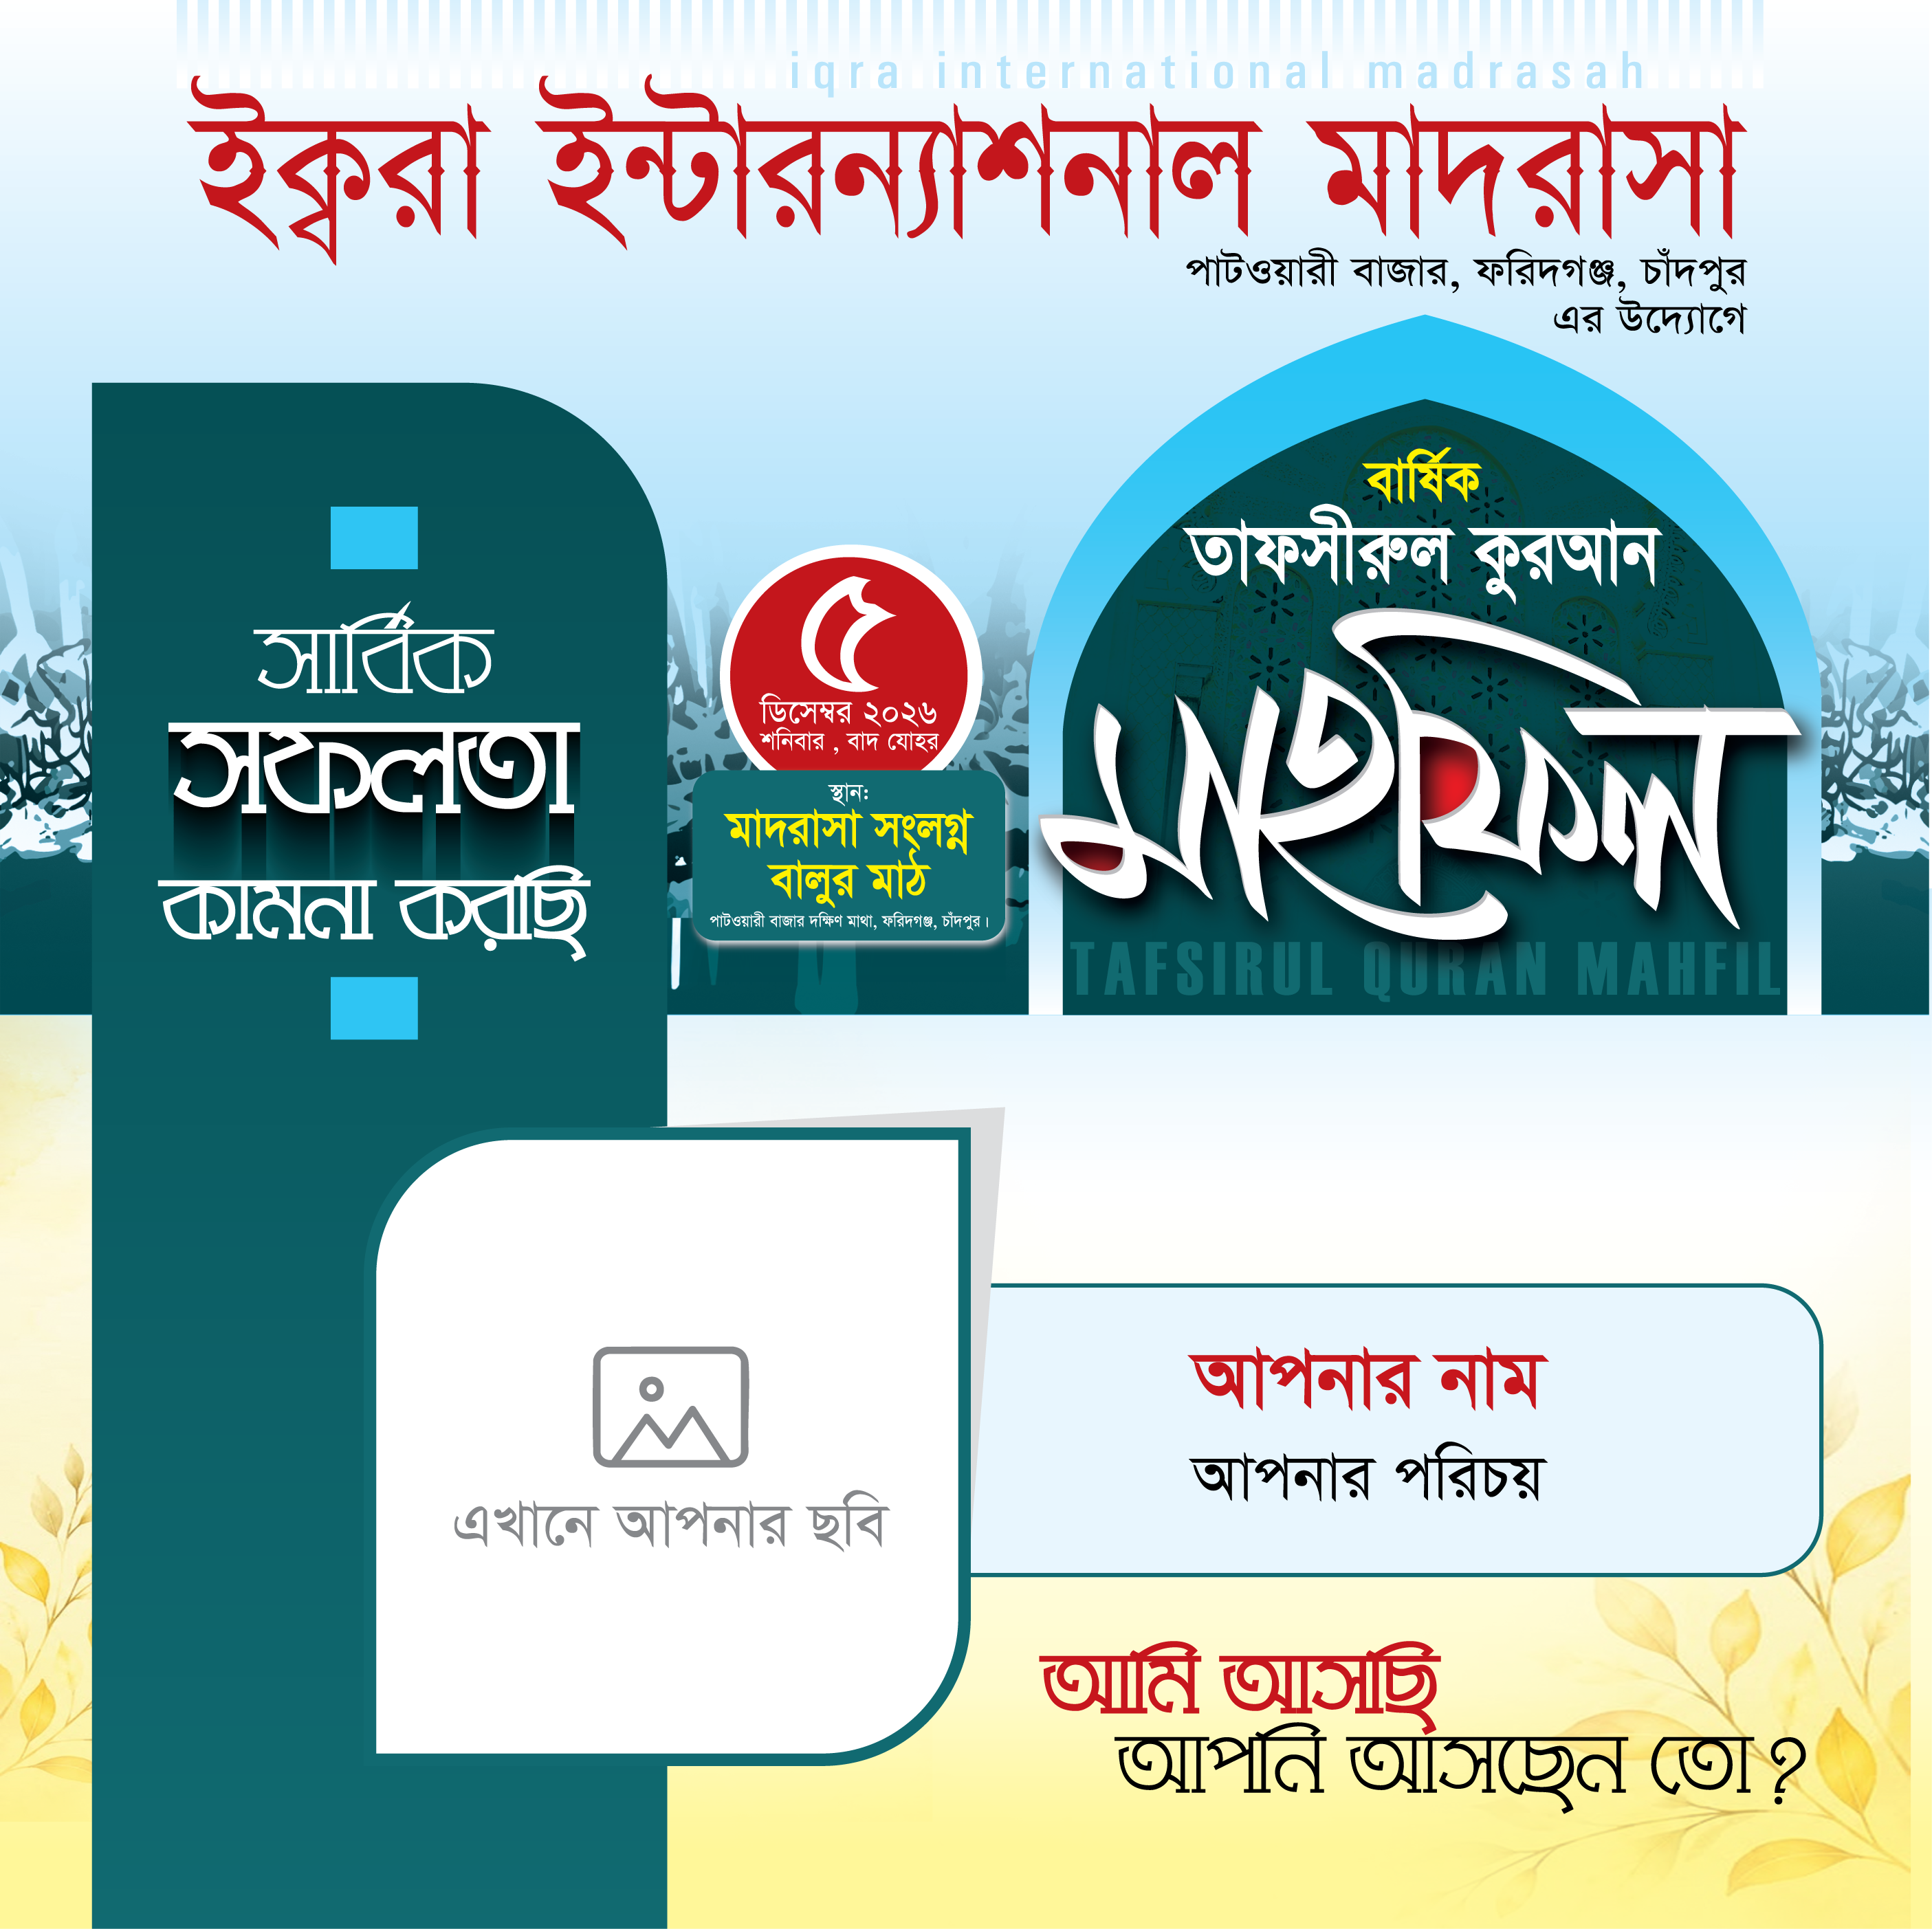 iqra international madrasah
ইক্বরা ইন্টারন্যাশনাল মাদরাসা
পাটওয়ারী বাজার, ফরিদগঞ্জ, চাঁদপুর
এর উদ্যোগে
বার্ষিক
তাফসীরুল কুরআন
মাহফিল
TAFSIRUL QURAN MAHFIL
৫
ডিসেম্বর ২০২৬
শনিবার , বাদ যোহর
স্থান:
মাদরাসা সংলগ্ন
বালুর মাঠ
পাটওয়ারী বাজার দক্ষিণ মাথা, ফরিদগঞ্জ, চাঁদপুর।
সার্বিক
সফলতা
কামনা করছি
এখানে আপনার ছবি
আপনার নাম
আপনার পরিচয়
আমি আসছি
আপনি আসছেন তো?